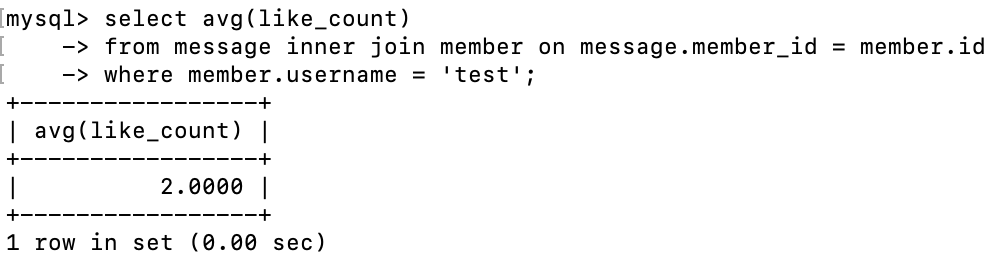 mysql> select avg(like_count)
    -> from message inner join member on message.member_id = member.id
    -> where member.username = 'test';
+-----------------+
| avg(like_count) |
+-----------------+
|          2.0000 |
+-----------------+
1 row in set (0.00 sec)